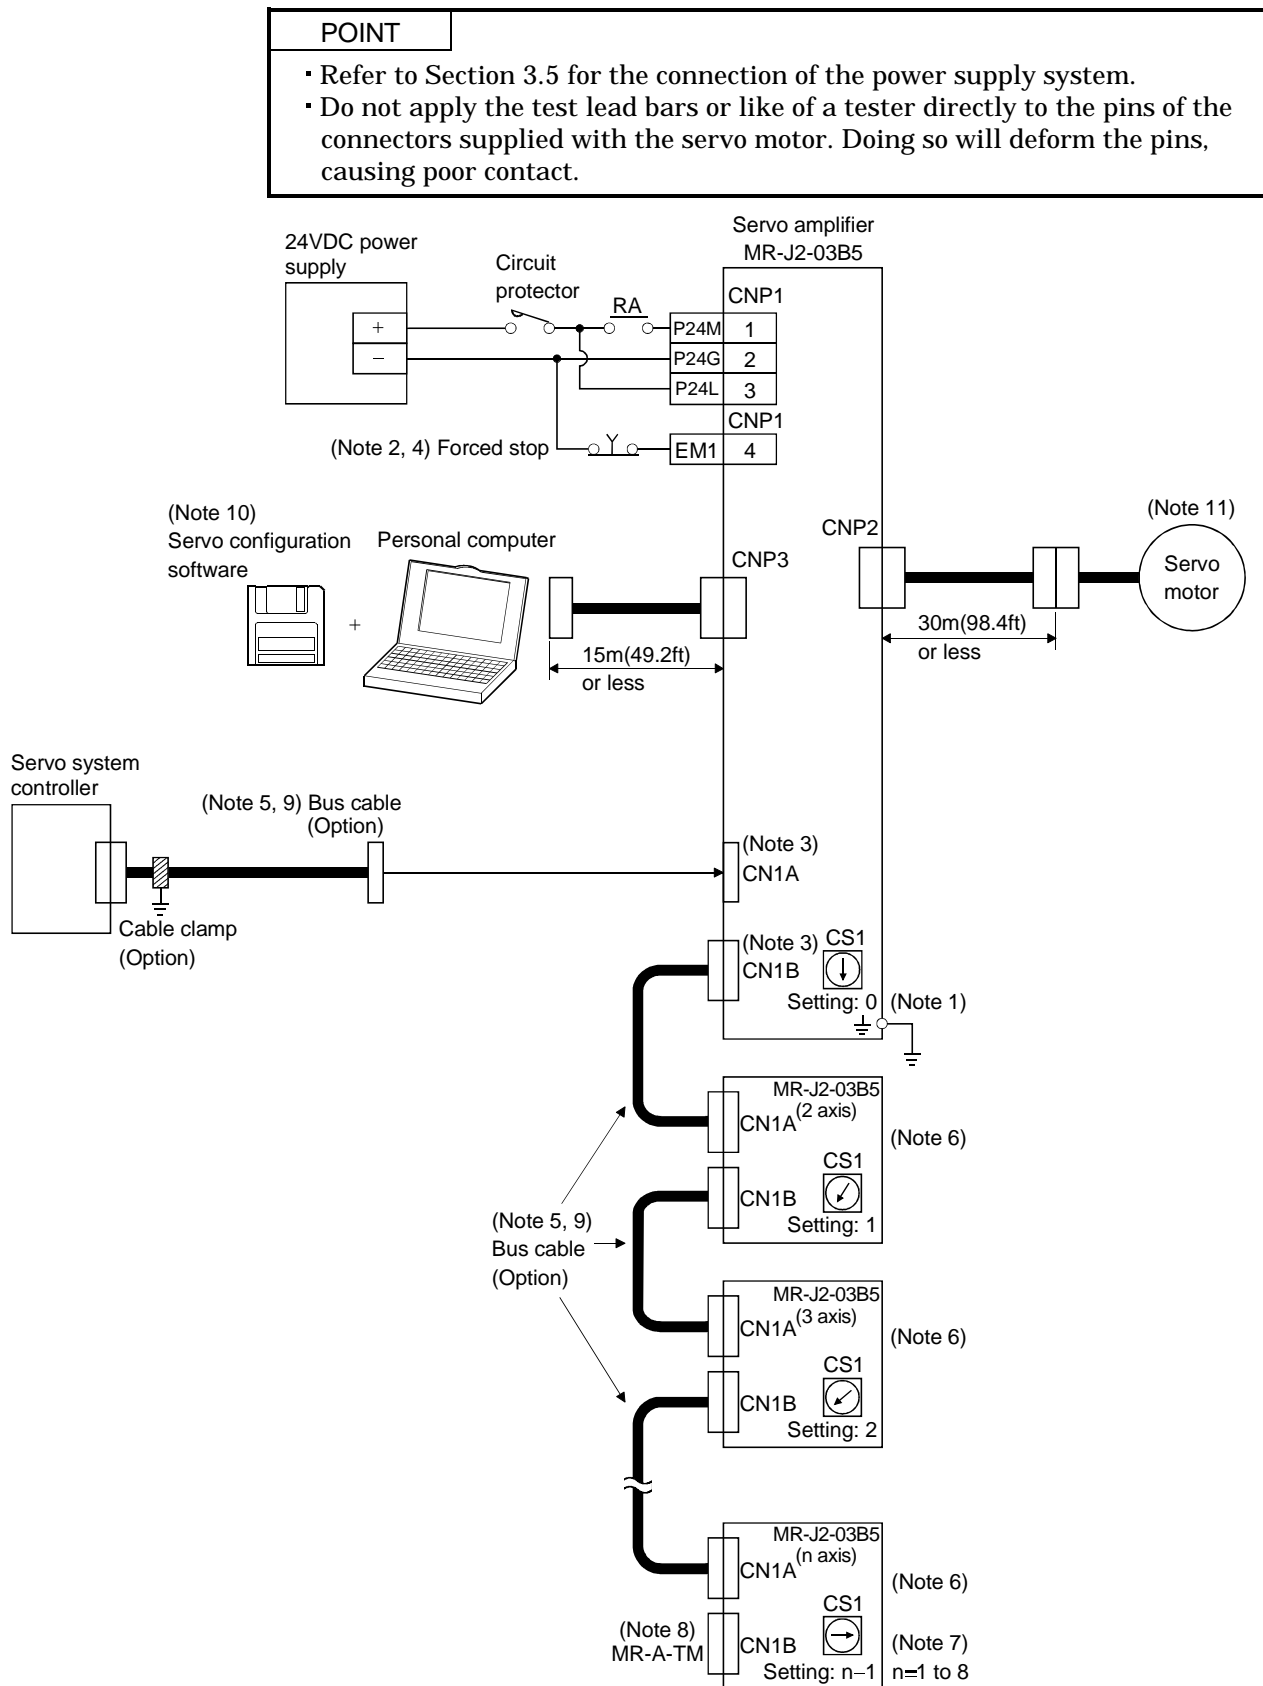 POINT
· Refer to Section 3.5 for the connection of the power supply system.
· Do not apply the test lead bars or like of a tester directly to the pins of the
connectors supplied with the servo motor. Doing so will deform the pins,
causing poor contact.
Servo amplifier
MR-J2-03B5
24VDC power
supply
Circuit
protector
RA
CNP1
+
−
P24M 1
P24G 2
P24L 3
CNP1
(Note 2, 4) Forced stop
EM1 4
(Note 10)
Servo configuration
software
+
Personal computer
CNP3
15m(49.2ft)
or less
CNP2
30m(98.4ft)
or less
(Note 11)
Servo
motor
Servo system
controller
(Note 5, 9) Bus cable
(Option)
Cable clamp
(Option)
(Note 3)
CN1A
(Note 3)
CN1B
CS1
Setting: 0
(Note 1)
MR-J2-03B5
(2 axis)
CN1A
(Note 6)
CS1
CN1B
Setting: 1
(Note 5, 9)
Bus cable
(Option)
MR-J2-03B5
(3 axis)
CN1A
(Note 6)
CS1
CN1B
Setting: 2
MR-J2-03B5
(n axis)
CN1A
(Note 6)
CS1
(Note 8)
MR-A-TM
CN1B
(Note 7)
Setting: n−1
n=1 to 8